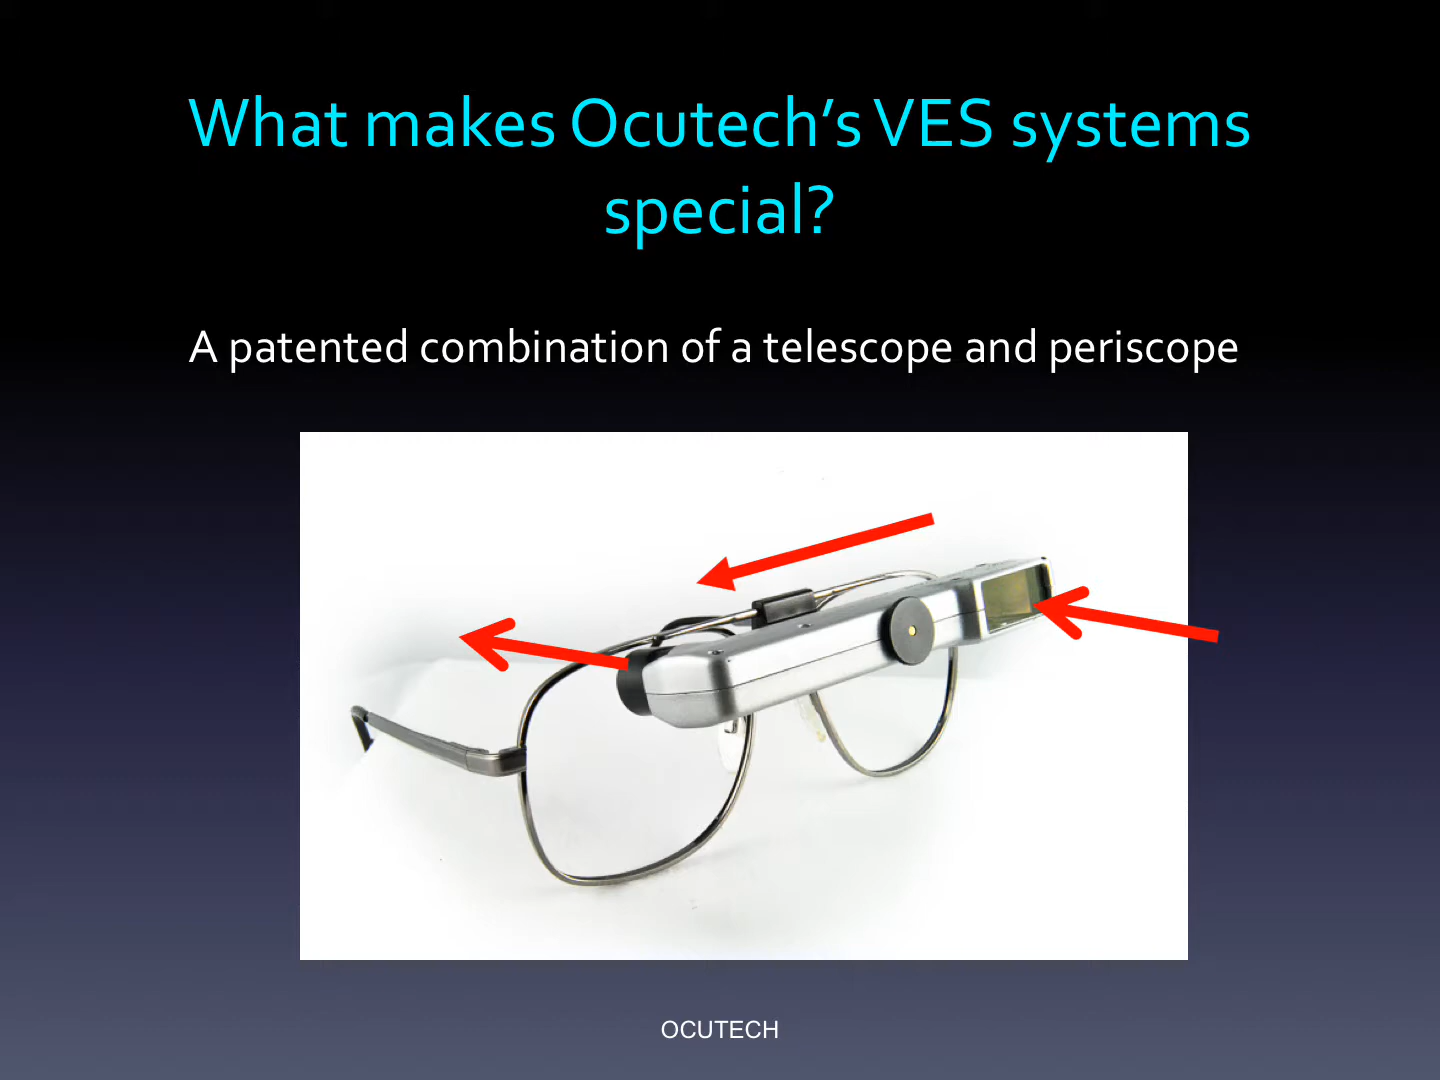 What makes Ocutech’s VES systems
special?
A patented combination of a telescope and periscope
OCUTECH